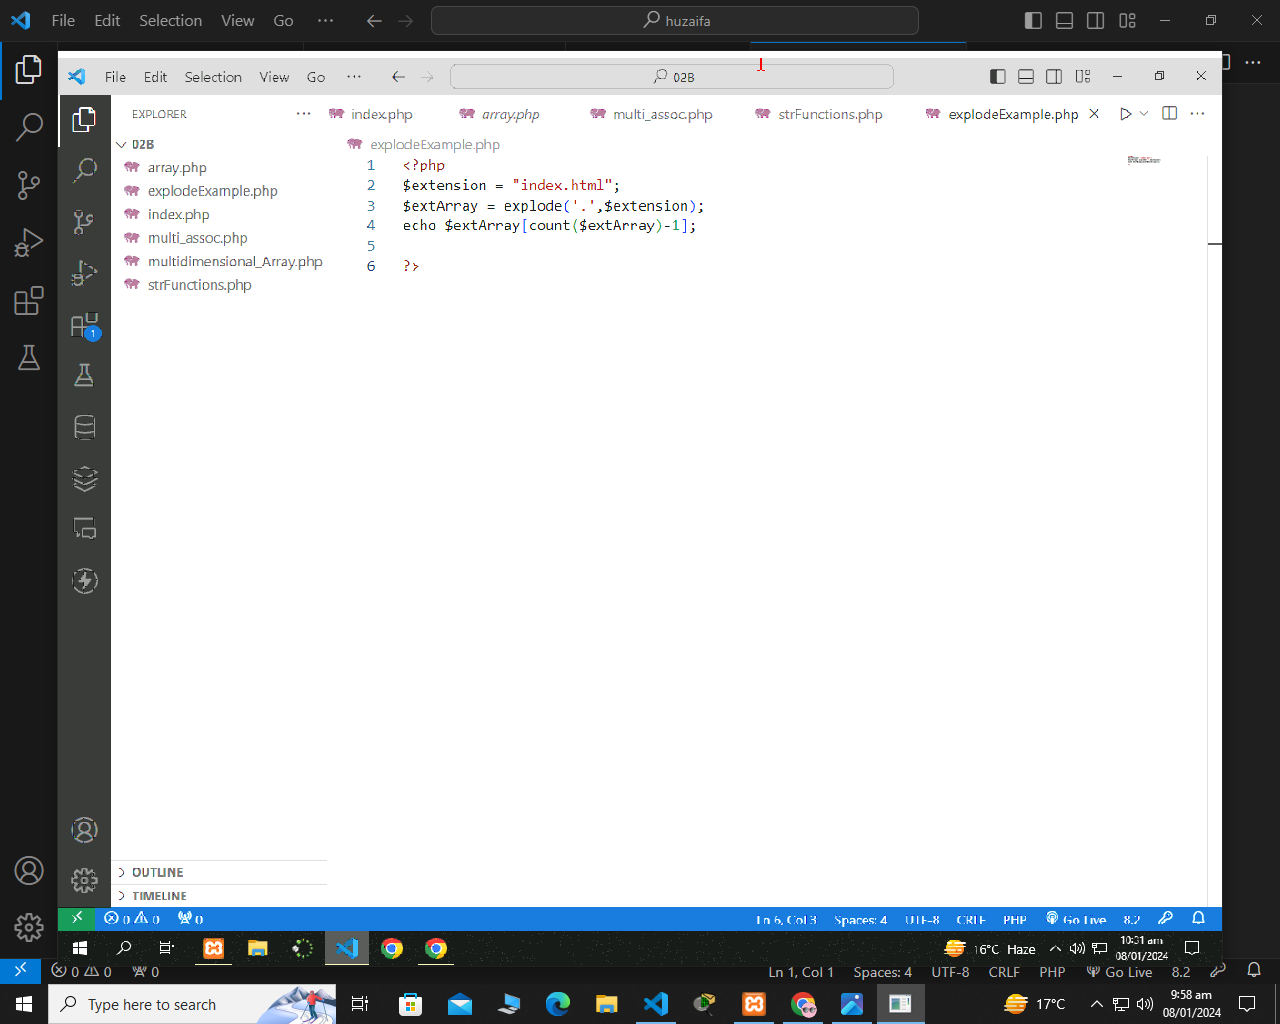 File Edit Selection View Go ··· huzaifa
File Edit Selection View Go ··· 02B
EXPLORER ··· index.php array.php multi_assoc.php strFunctions.php explodeExample.php
02B
array.php
explodeExample.php
index.php
multi_assoc.php
multidimensional_Array.php
strFunctions.php
explodeExample.php
1 <?php
2 $extension = "index.html";
3 $extArray = explode('.',$extension);
4 echo $extArray[count($extArray)-1];
5
6 ?>
1
OUTLINE
TIMELINE
0 0 0 Ln 6, Col 3 Spaces: 4 UTF-8 CRLF PHP Go Live 8.2
16°C Haze 10:31 am
08/01/2024
0 0 0 Ln 1, Col 1 Spaces: 4 UTF-8 CRLF PHP Go Live 8.2
Type here to search 17°C 9:58 am
08/01/2024